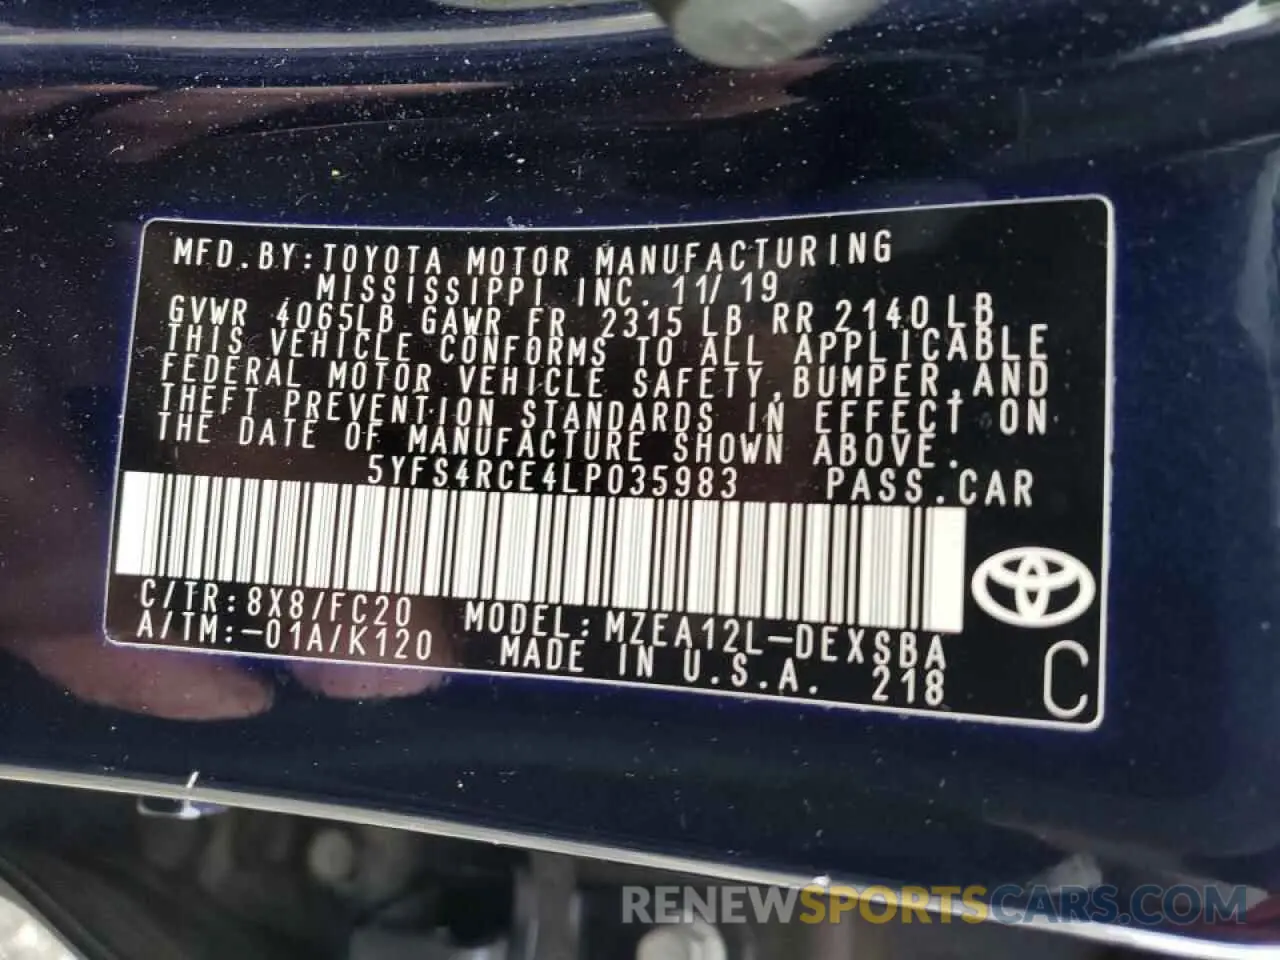 MFD.BY:TOYOTA MOTOR MANUFACTURING
MISSISSIPPI INC. 11/19
GVWR 4065LB GAWR FR 2315LB RR 2140LB
THIS VEHICLE CONFORMS TO ALL APPLICABLE
FEDERAL MOTOR VEHICLE SAFETY,BUMPER,AND
THEFT PREVENTION STANDARDS IN EFFECT ON
THE DATE OF MANUFACTURE SHOWN ABOVE.
5YFS4RCE4LP035983 PASS.CAR
C/TR:8X8/FC20 MODEL:MZEA12L-DEXSBA
A/TM:-01A/K120 MADE IN U.S.A. 218
C
RENEWSPORTSCARS.COM